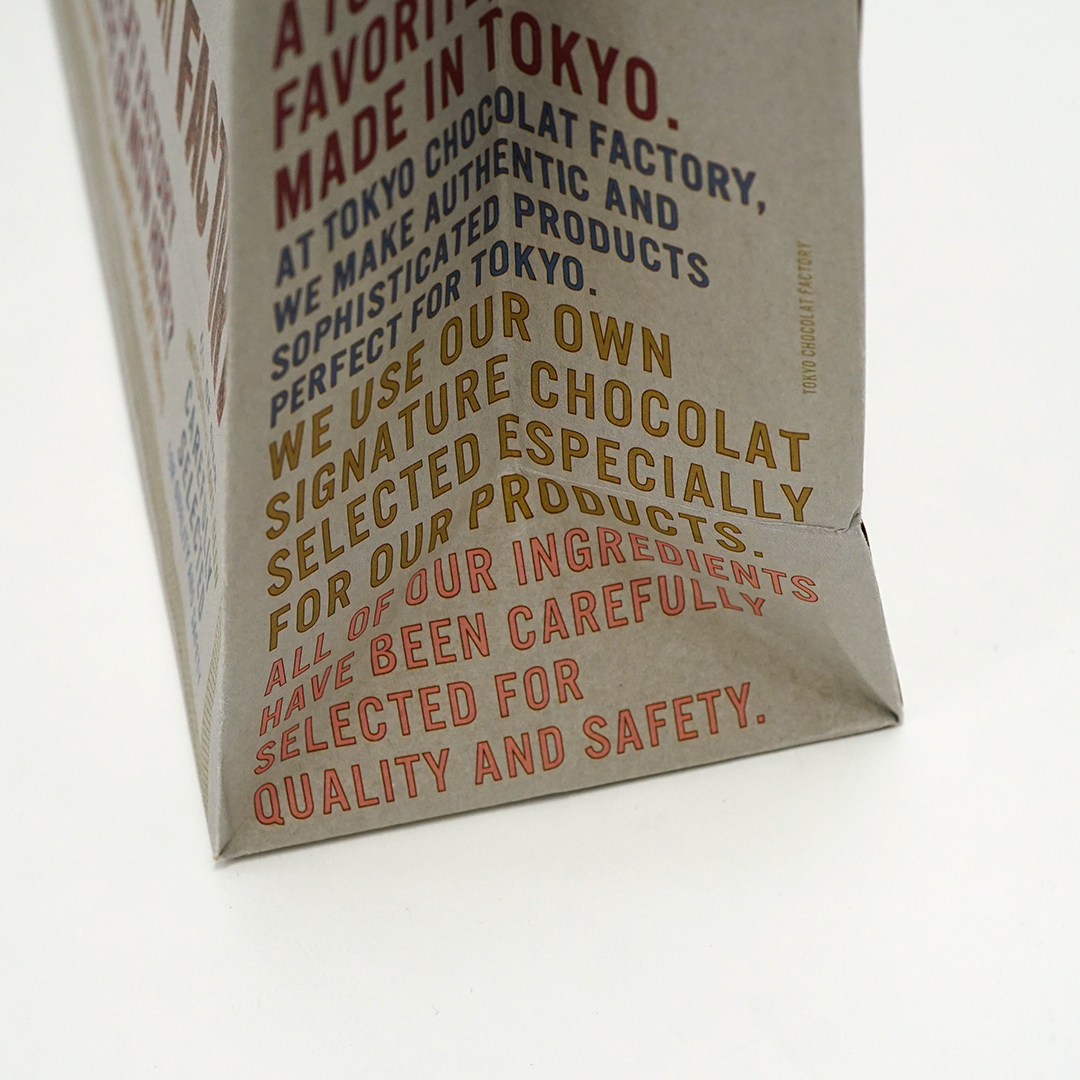 FAVORITE
MADE IN TOKYO.
AT TOKYO CHOCOLAT FACTORY,
WE MAKE AUTHENTIC AND
SOPHISTICATED PRODUCTS
PERFECT FOR TOKYO.
WE USE OUR OWN
SIGNATURE CHOCOLAT
SELECTED ESPECIALLY
FOR OUR PRODUCTS.
ALL OF OUR INGREDIENTS
HAVE BEEN CAREFULLY
SELECTED FOR
QUALITY AND SAFETY.
TOKYO CHOCOLAT FACTORY